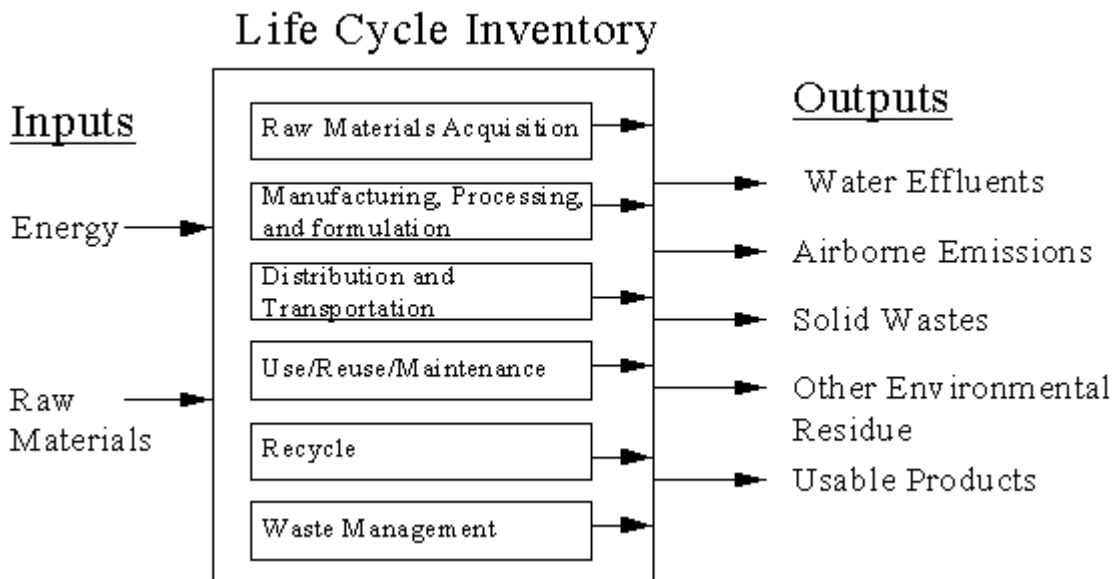 Life Cycle Inventory
Inputs
Energy
Raw
Materials
Raw Materials Acquisition
Manufacturing, Processing,
and formulation
Distribution and
Transportation
Use/Reuse/Maintenance
Recycle
Waste Management
Outputs
Water Effluents
Airborne Emissions
Solid Wastes
Other Environmental
Residue
Usable Products